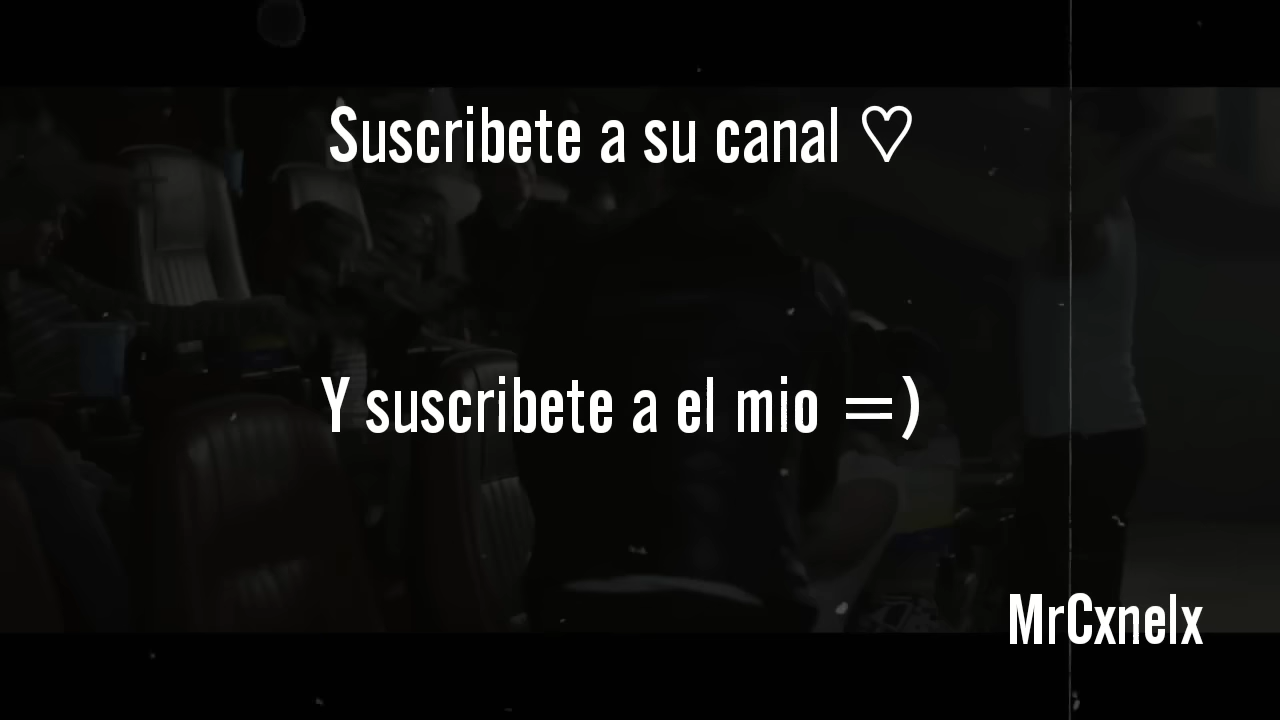 Suscribete a su canal ♡
Y suscribete a el mio =)
MrCxnelx